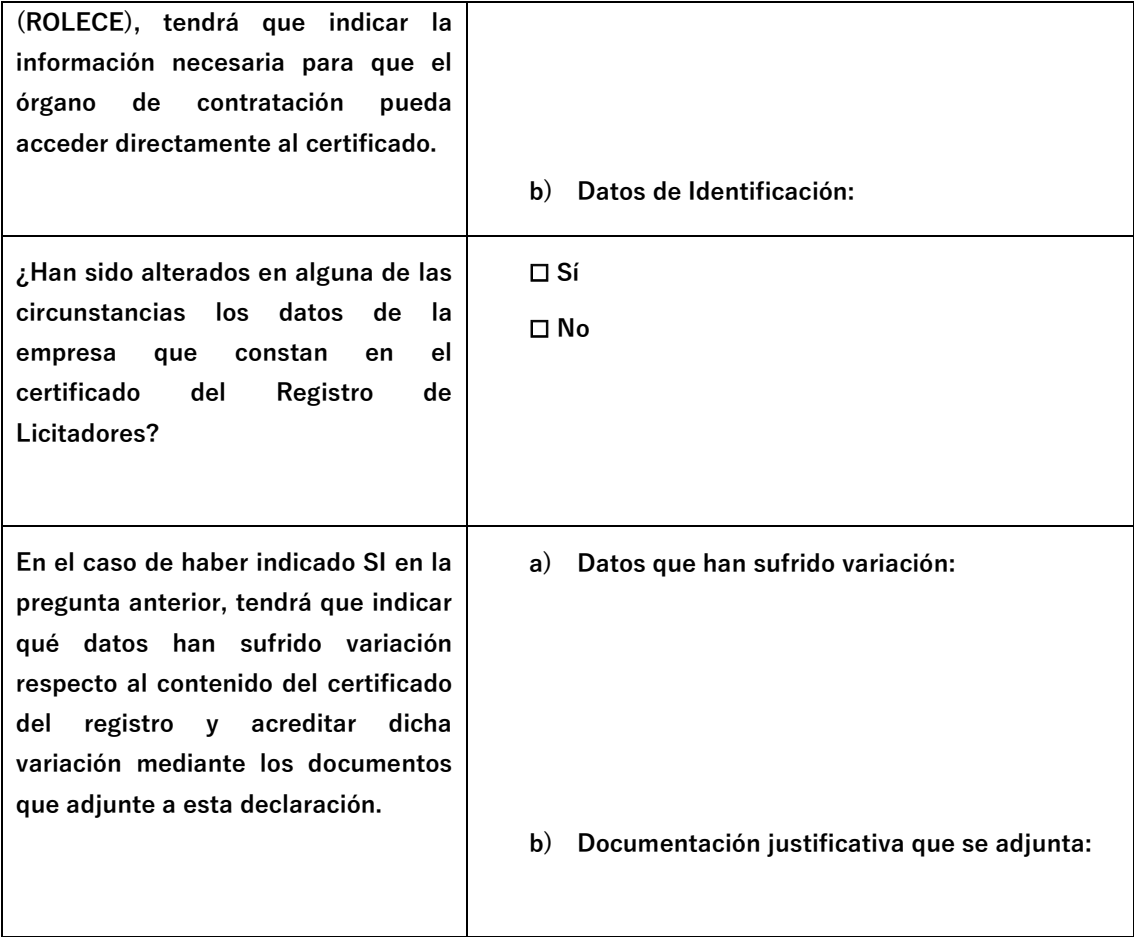 (ROLECE), tendrá que indicar la
información necesaria para que el
órgano de contratación pueda
acceder directamente al certificado.
b) Datos de Identificación:
¿Han sido alterados en alguna de las
circunstancias los datos de la
empresa que constan en el
certificado del Registro de
Licitadores?
☐ Sí
☐ No
En el caso de haber indicado SI en la
pregunta anterior, tendrá que indicar
qué datos han sufrido variación
respecto al contenido del certificado
del registro y acreditar dicha
variación mediante los documentos
que adjunte a esta declaración.
a) Datos que han sufrido variación:
b) Documentación justificativa que se adjunta: